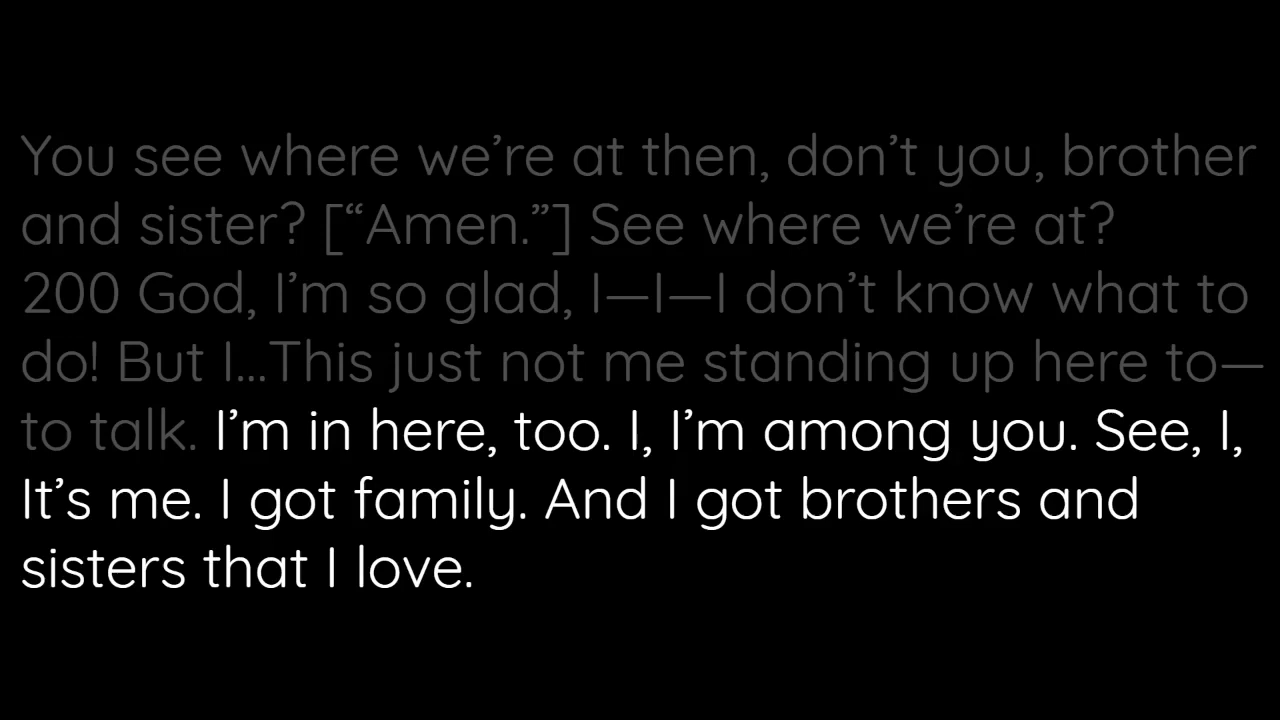 You see where we’re at then, don’t you, brother
and sister? [“Amen.”] See where we’re at?
200 God, I’m so glad, I—I—I don’t know what to
do! But I...This just not me standing up here to—
to talk. I’m in here, too. I, I’m among you. See, I,
It’s me. I got family. And I got brothers and
sisters that I love.